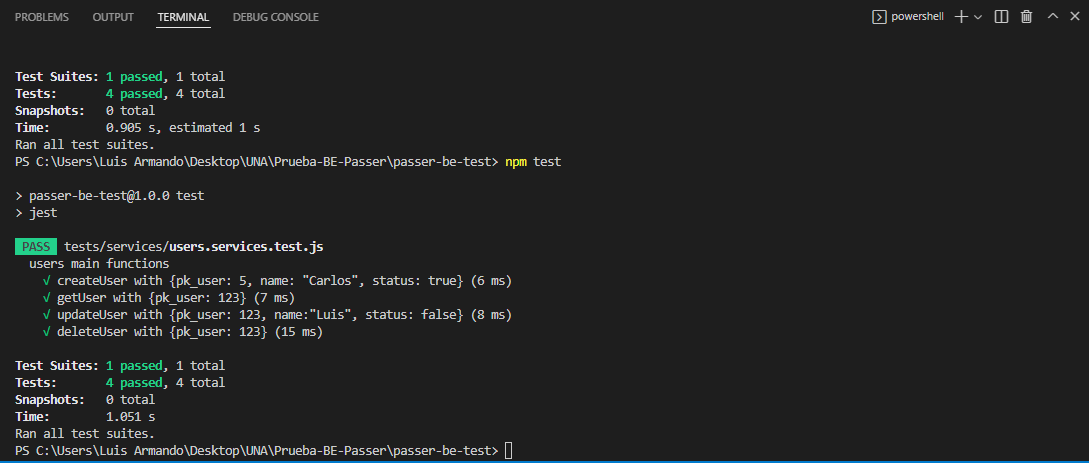 PROBLEMS OUTPUT TERMINAL DEBUG CONSOLE powershell
Test Suites: 1 passed, 1 total
Tests: 4 passed, 4 total
Snapshots: 0 total
Time: 0.905 s, estimated 1 s
Ran all test suites.
PS C:\Users\Luis Armando\Desktop\UNA\Prueba-BE-Passer\passer-be-test> npm test
> passer-be-test@1.0.0 test
> jest
PASS tests/services/users.services.test.js
users main functions
√ createUser with {pk_user: 5, name: "Carlos", status: true} (6 ms)
√ getUser with {pk_user: 123} (7 ms)
√ updateUser with {pk_user: 123, name:"Luis", status: false} (8 ms)
√ deleteUser with {pk_user: 123} (15 ms)
Test Suites: 1 passed, 1 total
Tests: 4 passed, 4 total
Snapshots: 0 total
Time: 1.051 s
Ran all test suites.
PS C:\Users\Luis Armando\Desktop\UNA\Prueba-BE-Passer\passer-be-test>